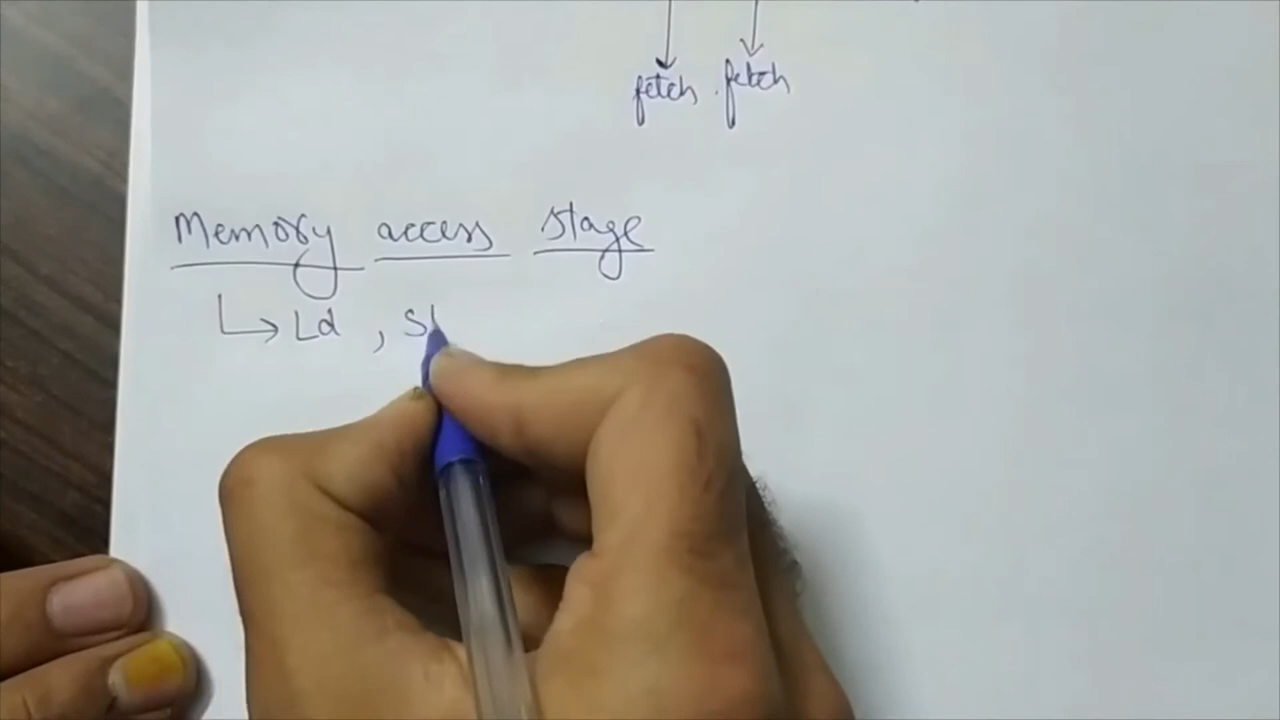 fetch . fetch
Memory access stage
Ld , S